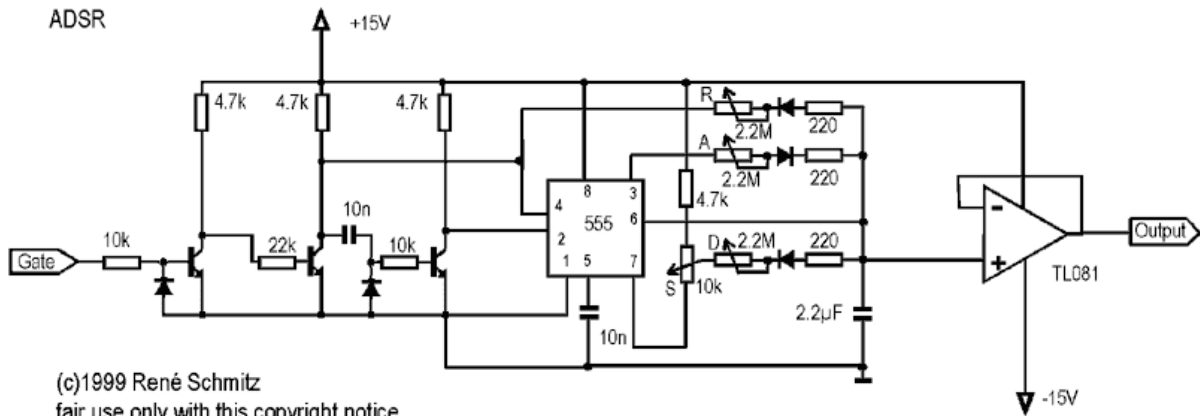 ADSR
+15V
4.7k
4.7k
4.7k
R
2.2M
220
A
2.2M
220
10n
8
3
4.7k
4
555
6
2
10k
22k
10k
1
5
7
D
2.2M
220
Gate
S
10k
-
+
TL081
Output
10n
2.2µF
-15V
(c)1999 René Schmitz
fair use only with this copyright notice